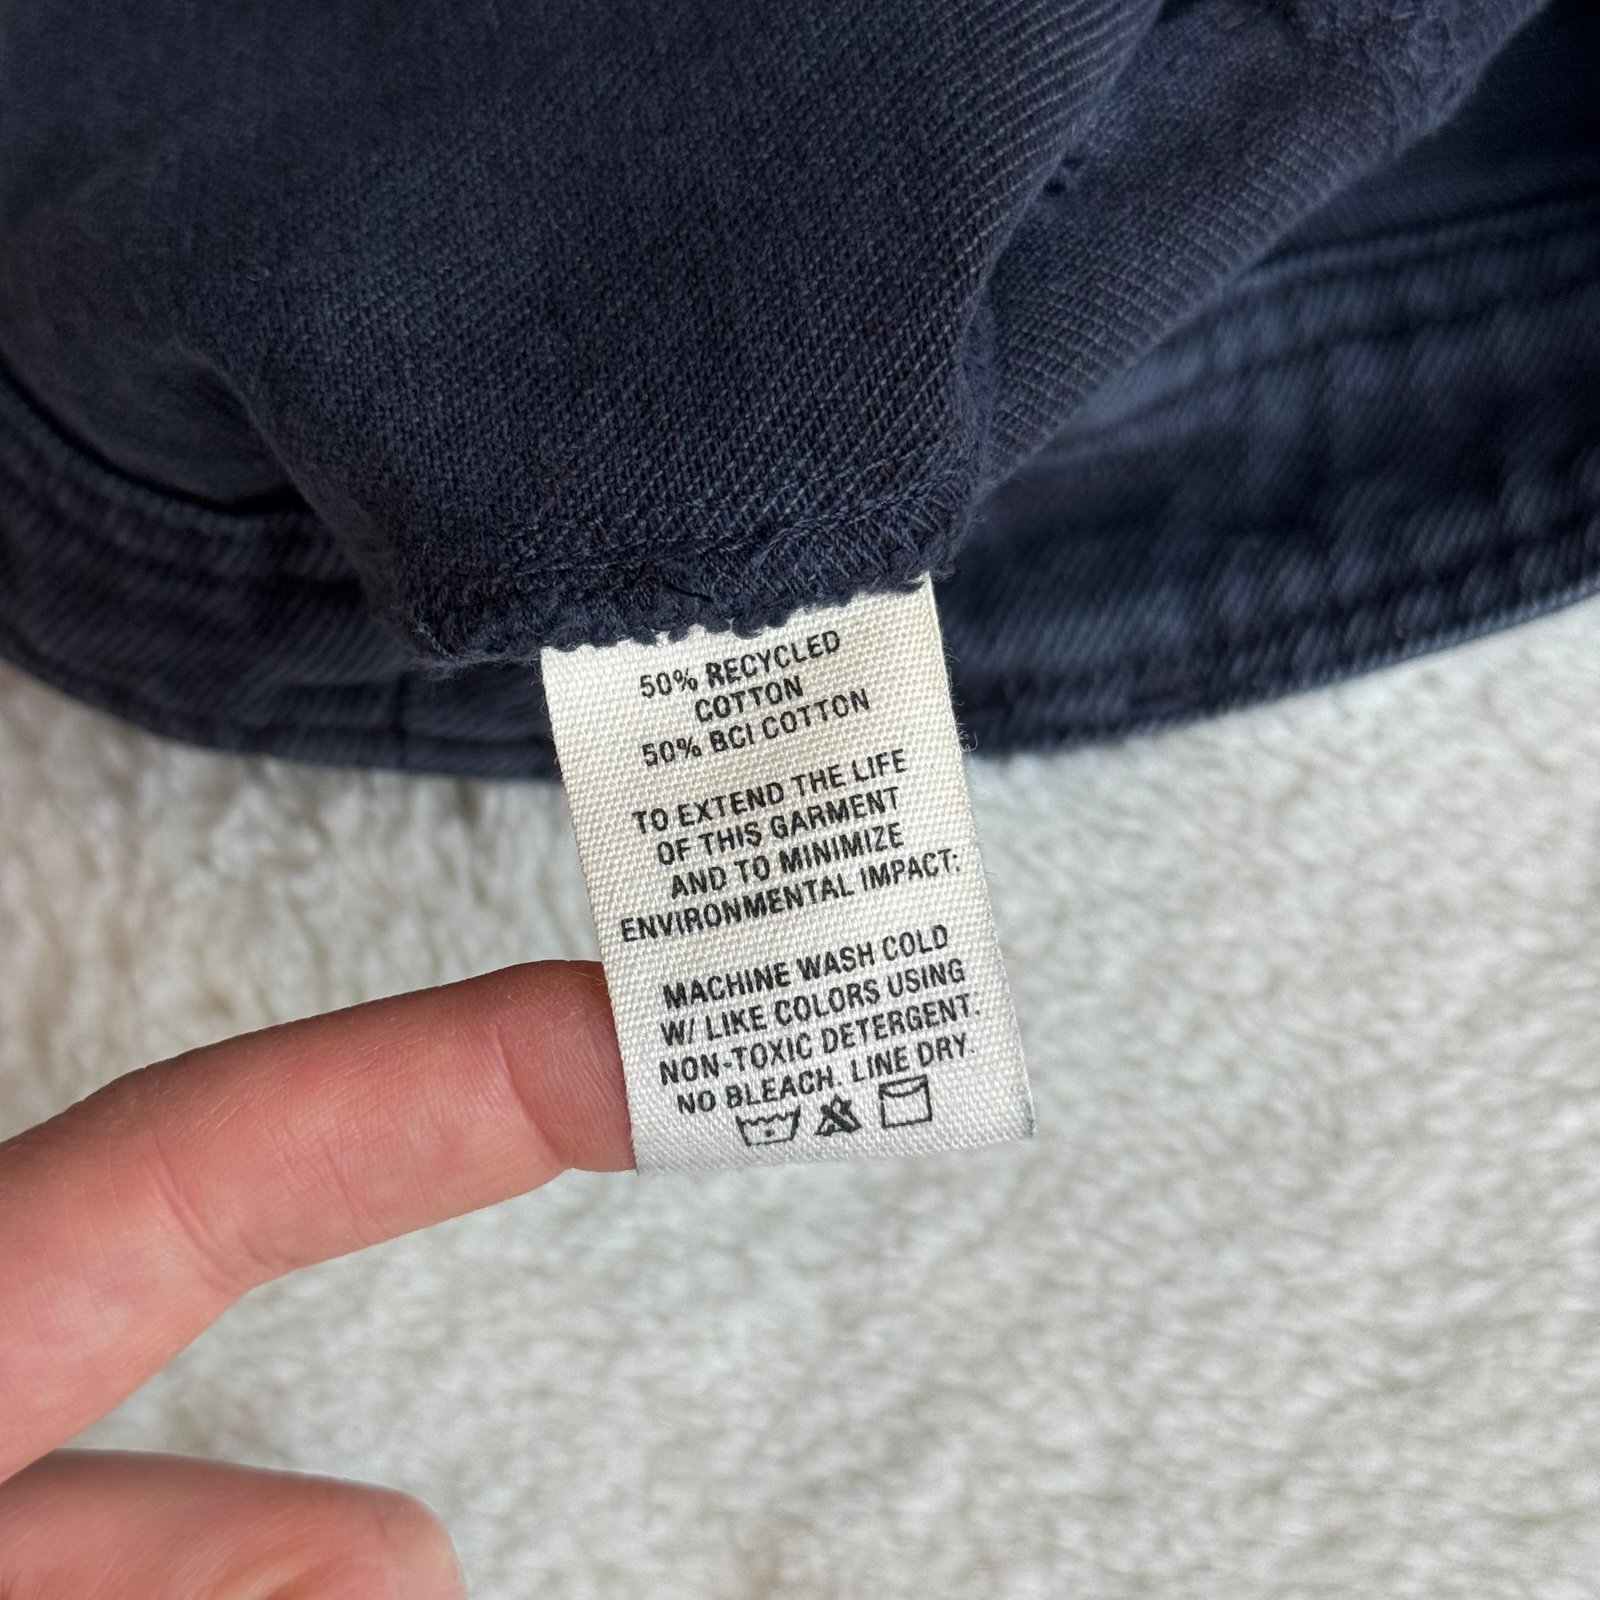 50% RECYCLED
COTTON
50% BCI COTTON
TO EXTEND THE LIFE
OF THIS GARMENT
AND TO MINIMIZE
ENVIRONMENTAL IMPACT:
MACHINE WASH COLD
W/ LIKE COLORS USING
NON-TOXIC DETERGENT.
NO BLEACH. LINE DRY.